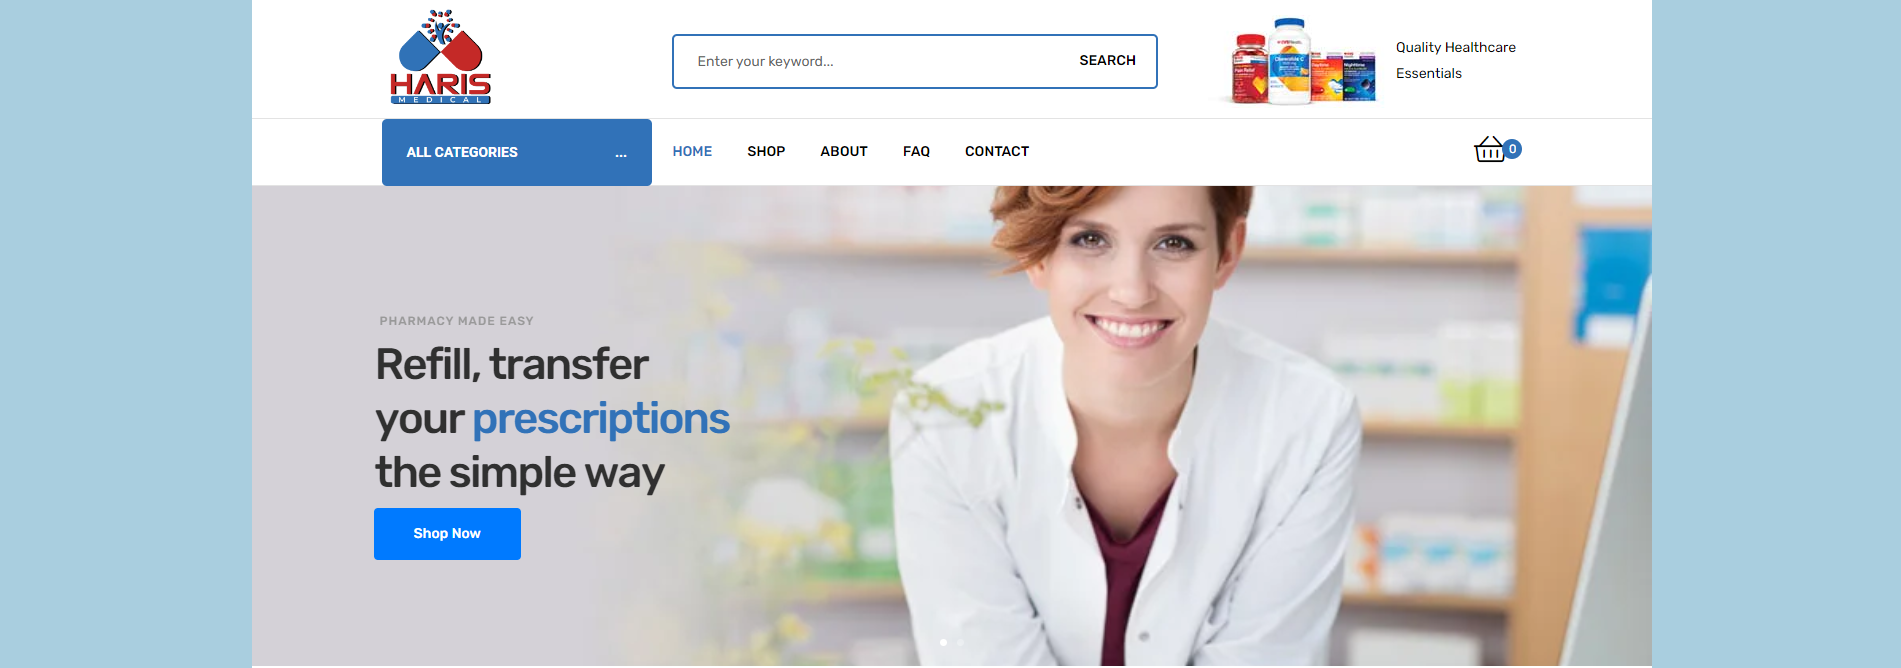 HARIS
MEDICAL
Enter your keyword...
SEARCH
Quality Healthcare
Essentials
ALL CATEGORIES
...
HOME
SHOP
ABOUT
FAQ
CONTACT
0
PHARMACY MADE EASY
Refill, transfer
your prescriptions
the simple way
Shop Now